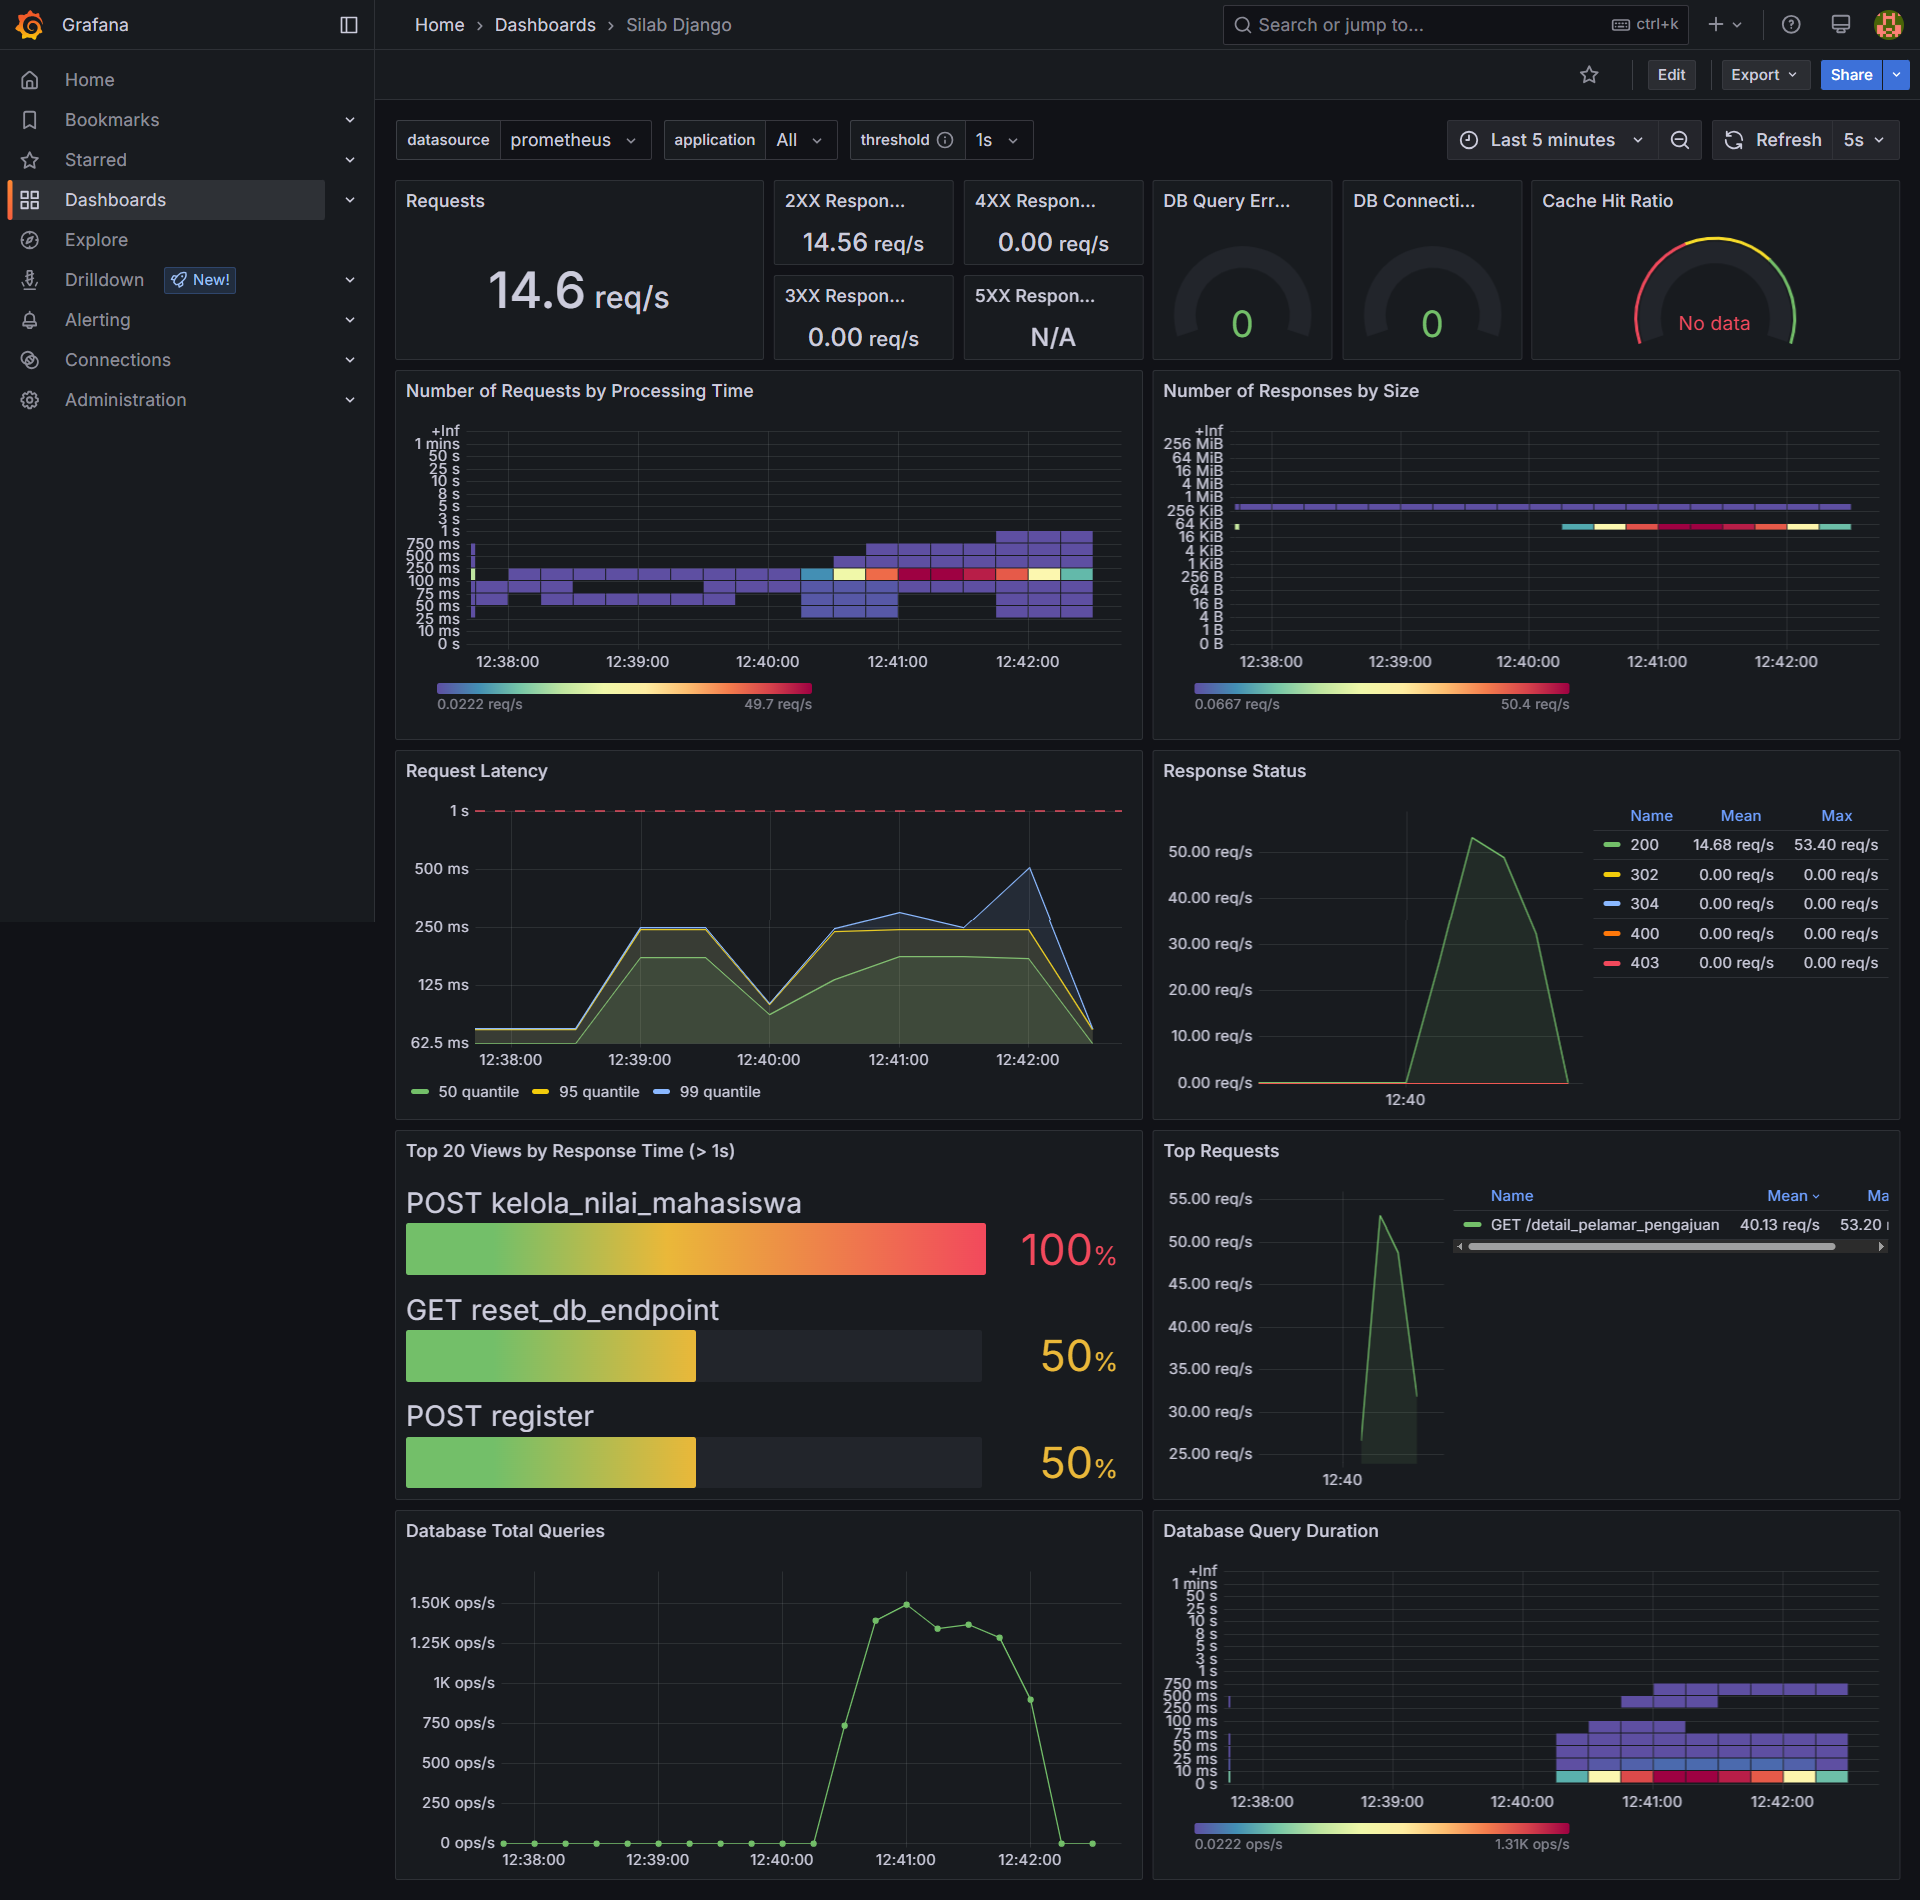 Grafana
Home › Dashboards › Silab Django
Search or jump to...
ctrl+k
Home
Bookmarks
Starred
Dashboards
Explore
Drilldown
New!
Alerting
Connections
Administration
Edit
Export
Share
datasource
prometheus
application
All
threshold
1s
Last 5 minutes
Refresh
5s
Requests
14.6 req/s
2XX Respon...
14.56 req/s
4XX Respon...
0.00 req/s
3XX Respon...
0.00 req/s
5XX Respon...
N/A
DB Query Err...
0
DB Connecti...
0
Cache Hit Ratio
No data
Number of Requests by Processing Time
+Inf
1 mins
50 s
25 s
10 s
8 s
5 s
3 s
1 s
750 ms
500 ms
250 ms
100 ms
75 ms
50 ms
25 ms
10 ms
0 s
12:38:00
12:39:00
12:40:00
12:41:00
12:42:00
0.0222 req/s
49.7 req/s
Number of Responses by Size
+Inf
256 MiB
64 MiB
16 MiB
4 MiB
1 MiB
256 KiB
64 KiB
16 KiB
4 KiB
1 KiB
256 B
64 B
16 B
4 B
1 B
0 B
12:38:00
12:39:00
12:40:00
12:41:00
12:42:00
0.0667 req/s
50.4 req/s
Request Latency
1 s
500 ms
250 ms
125 ms
62.5 ms
12:38:00
12:39:00
12:40:00
12:41:00
12:42:00
50 quantile
95 quantile
99 quantile
Response Status
50.00 req/s
40.00 req/s
30.00 req/s
20.00 req/s
10.00 req/s
0.00 req/s
12:40
Name Mean Max
200 14.68 req/s 53.40 req/s
302 0.00 req/s 0.00 req/s
304 0.00 req/s 0.00 req/s
400 0.00 req/s 0.00 req/s
403 0.00 req/s 0.00 req/s
Top 20 Views by Response Time (> 1s)
POST kelola_nilai_mahasiswa
100%
GET reset_db_endpoint
50%
POST register
50%
Top Requests
55.00 req/s
50.00 req/s
45.00 req/s
40.00 req/s
35.00 req/s
30.00 req/s
25.00 req/s
12:40
Name Mean Ma
GET /detail_pelamar_pengajuan 40.13 req/s 53.20
Database Total Queries
1.50K ops/s
1.25K ops/s
1K ops/s
750 ops/s
500 ops/s
250 ops/s
0 ops/s
12:38:00
12:39:00
12:40:00
12:41:00
12:42:00
Database Query Duration
+Inf
1 mins
50 s
25 s
10 s
8 s
5 s
3 s
1 s
750 ms
500 ms
250 ms
100 ms
75 ms
50 ms
25 ms
10 ms
0 s
12:38:00
12:39:00
12:40:00
12:41:00
12:42:00
0.0222 ops/s
1.31K ops/s